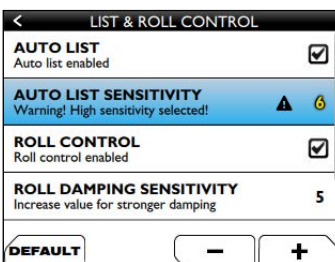 < LIST & ROLL CONTROL
AUTO LIST
Auto list enabled
AUTO LIST SENSITIVITY
Warning! High sensitivity selected!
6
ROLL CONTROL
Roll control enabled
ROLL DAMPING SENSITIVITY
Increase value for stronger damping
5
DEFAULT
− +